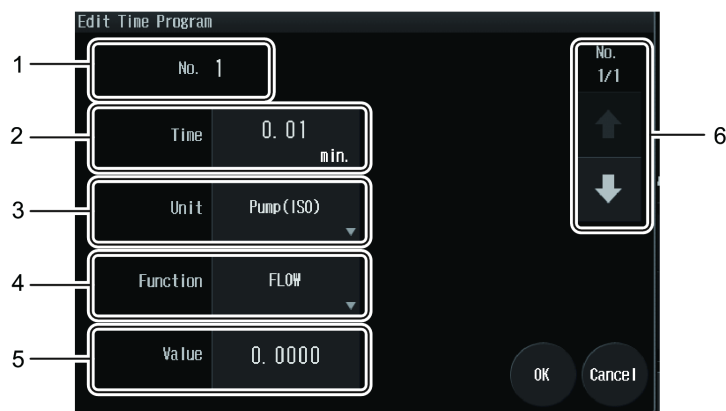 Edit Time Program
1
No. 1
2
Time 0.01
min.
3
Unit Pump(ISO)
4
Function FLOW
5
Value 0.0000
No.
1/1
6
OK
Cancel